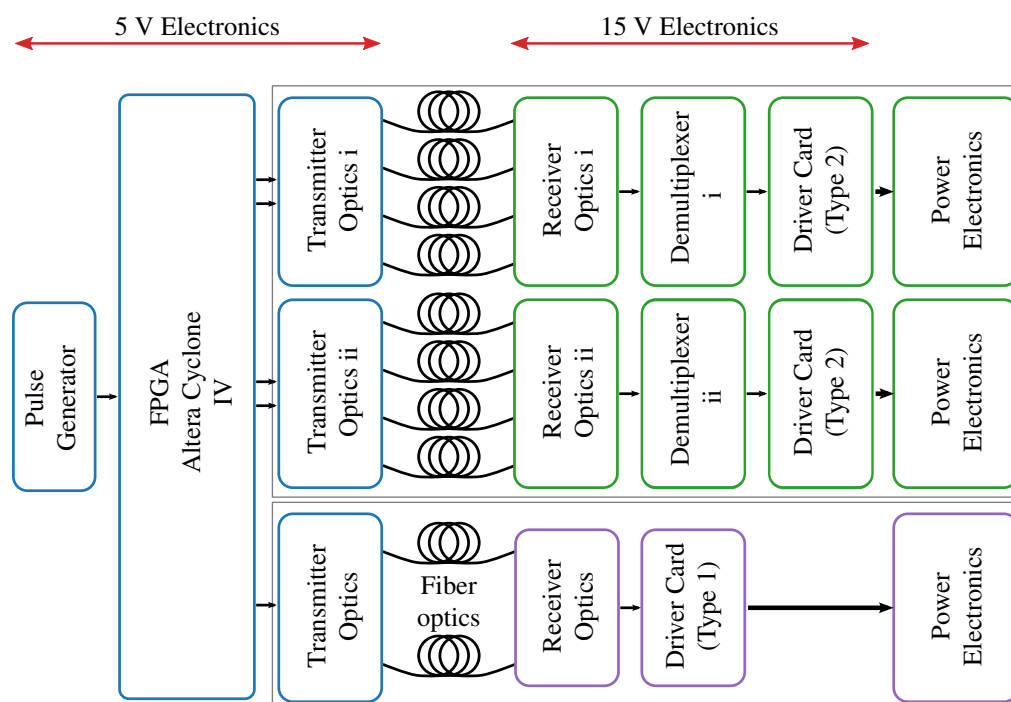 5 V Electronics
15 V Electronics
Pulse
Generator
FPGA
Altera Cyclone
IV
Transmitter
Optics i
Receiver
Optics i
Demultiplexer
i
Driver Card
(Type 2)
Power
Electronics
Transmitter
Optics ii
Receiver
Optics ii
Demultiplexer
ii
Driver Card
(Type 2)
Power
Electronics
Transmitter
Optics
Fiber
optics
Receiver
Optics
Driver Card
(Type 1)
Power
Electronics